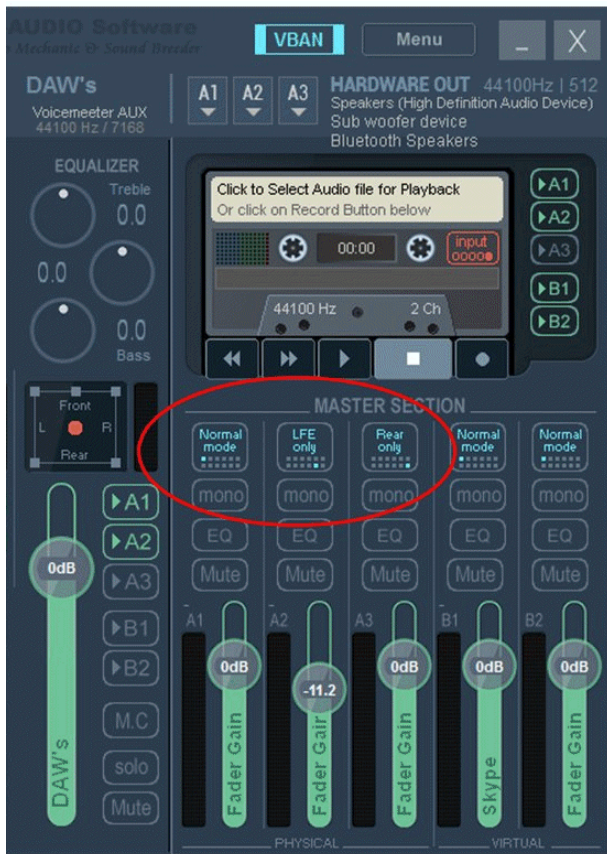 AUDIO Software
Mechanic & Sound Breeder
VBAN
Menu
_
X
DAW's
Voicemeeter AUX
44100 Hz / 7168
A1
A2
A3
HARDWARE OUT 44100Hz | 512
Speakers (High Definition Audio Device)
Sub woofer device
Bluetooth Speakers
EQUALIZER
Treble
0.0
0.0
0.0
Bass
Click to Select Audio file for Playback
Or click on Record Button below
00:00
input
44100 Hz
2 Ch
A1
A2
A3
B1
B2
Front
L
R
Rear
MASTER SECTION
Normal mode
LFE only
Rear only
Normal mode
Normal mode
mono mono mono mono mono
EQ EQ EQ EQ EQ
Mute Mute Mute Mute Mute
0dB
A1
A2
A3
B1
B2
M.C
solo
Mute
DAW's
A1 A2 A3 B1 B2
0dB -11.2 0dB 0dB 0dB
Fader Gain
Fader Gain
Fader Gain
Skype
Fader Gain
PHYSICAL
VIRTUAL